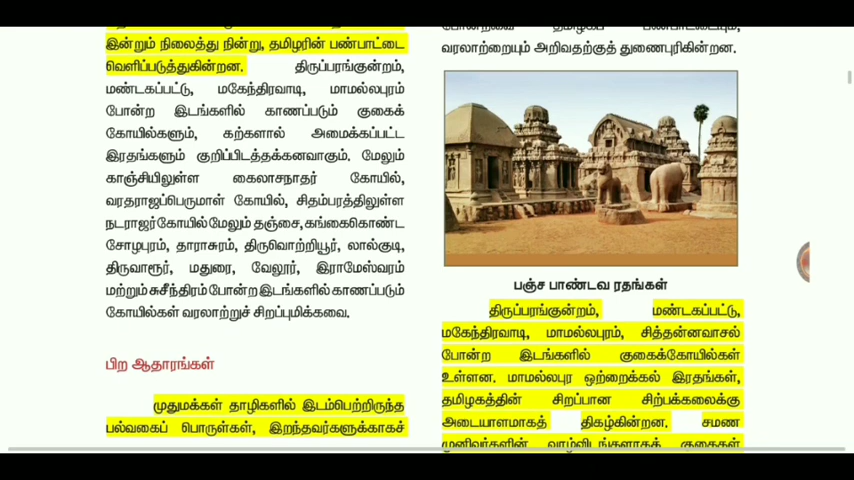 இன்றும் நிலைத்து நின்று, தமிழரின் பண்பாட்டை
வெளிப்படுத்துகின்றன. திருப்பரங்குன்றம்,
மண்டகப்பட்டு, மகேந்திரவாடி, மாமல்லபுரம்
போன்ற இடங்களில் காணப்படும் குகைக்
கோயில்களும், கற்களால் அமைக்கப்பட்ட
இரதங்களும் குறிப்பிடத்தக்கனவாகும். மேலும்
காஞ்சியிலுள்ள கைலாசநாதர் கோயில்,
வரதராஜப்பெருமாள் கோயில், சிதம்பரத்திலுள்ள
நடராஜர்கோயில் மேலும் தஞ்சை, கங்கைகொண்ட
சோழபுரம், தாராசுரம், திருவொற்றியூர், லால்குடி,
திருவாரூர், மதுரை, வேலூர், இராமேஸ்வரம்
மற்றும் சுசீந்திரம் போன்ற இடங்களில் காணப்படும்
கோயில்கள் வரலாற்றுச் சிறப்புமிக்கவை.
பிற ஆதாரங்கள்
முதுமக்கள் தாழிகளில் இடம்பெற்றிருந்த
பல்வகைப் பொருள்கள், இறந்தவர்களுக்காகச்
வரலாற்றையும் அறிவதற்குத் துணைபுரிகின்றன.
பஞ்ச பாண்டவ ரதங்கள்
திருப்பரங்குன்றம், மண்டகப்பட்டு,
மகேந்திரவாடி, மாமல்லபுரம், சித்தன்னவாசல்
போன்ற இடங்களில் குகைக்கோயில்கள்
உள்ளன. மாமல்லபுர ஒற்றைக்கல் இரதங்கள்,
தமிழகத்தின் சிறப்பான சிற்பக்கலைக்கு
அடையாளமாகத் திகழ்கின்றன. சமண
முனிவர்களின் வாழ்விடங்களாகக் குகைகள்